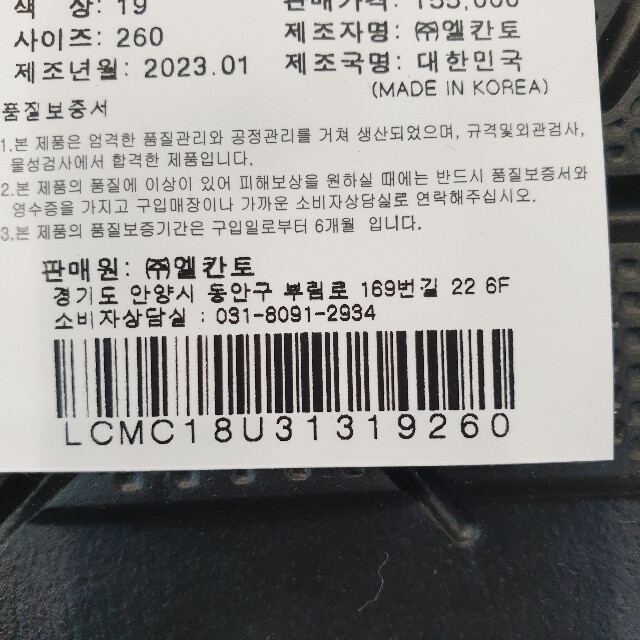 색 상: 19
판매가격: 155,000
사이즈: 260
제조자명: ㈜엘칸토
제조년월: 2023.01
제조국명: 대한민국
(MADE IN KOREA)
품질보증서
1.본 제품은 엄격한 품질관리와 공정관리를 거쳐 생산되었으며, 규격및외관검사,
물성검사에서 합격한 제품입니다.
2.본 제품의 품질에 이상이 있어 피해보상을 원하실 때에는 반드시 품질보증서와
영수증을 가지고 구입매장이나 가까운 소비자상담실로 연락해주십시오.
3.본 제품의 품질보증기간은 구입일로부터 6개월 입니다.
판매원: ㈜엘칸토
경기도 안양시 동안구 부림로 169번길 22 6F
소비자상담실 : 031-8091-2934
LCMC18U31319260